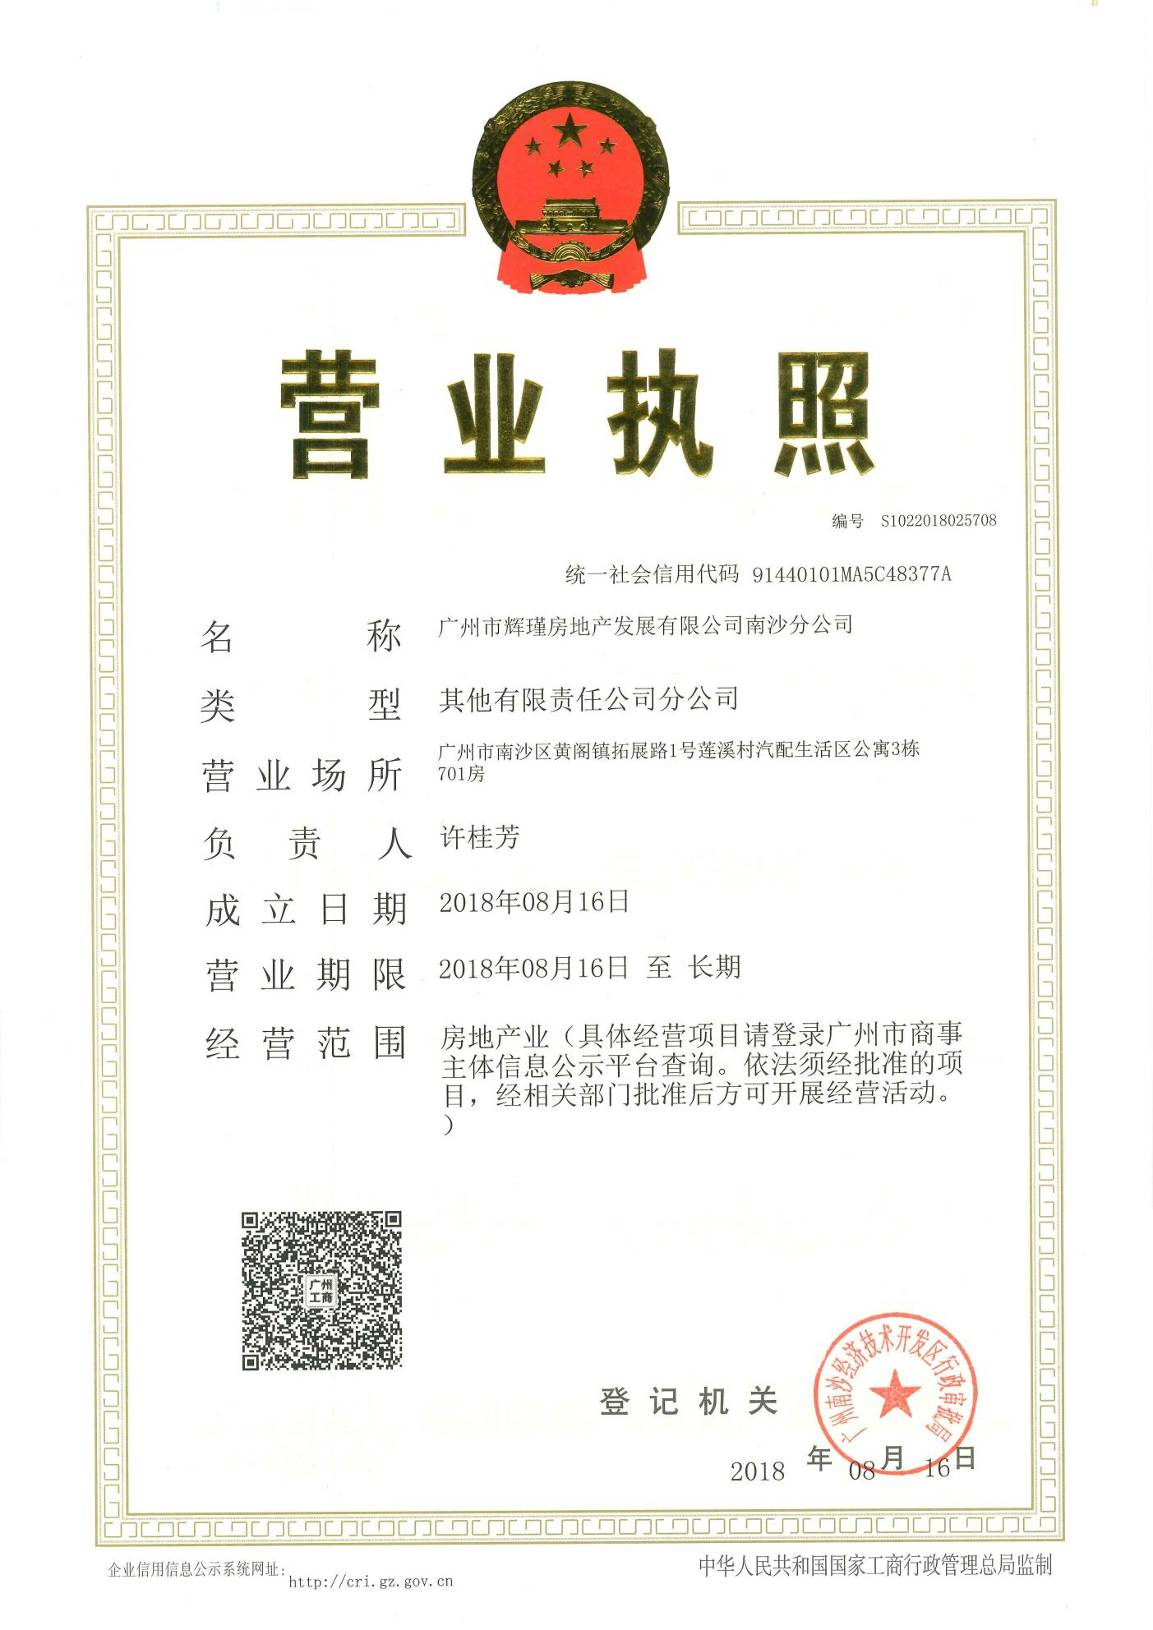 营业执照
编号 S1022018025708
统一社会信用代码 91440101MA5C48377A
名称 广州市辉瑾房地产发展有限公司南沙分公司
类型 其他有限责任公司分公司
营业场所 广州市南沙区黄阁镇拓展路1号莲溪村汽配生活区公寓3栋
701房
负责人 许桂芳
成立日期 2018年08月16日
营业期限 2018年08月16日 至 长期
经营范围 房地产业（具体经营项目请登录广州市商事
主体信息公示平台查询。依法须经批准的项
目，经相关部门批准后方可开展经营活动。
）
广州
工商
登记机关
广州南沙经济技术开发区行政审批局
2018年08月16日
企业信用信息公示系统网址：http://cri.gz.gov.cn
中华人民共和国国家工商行政管理总局监制